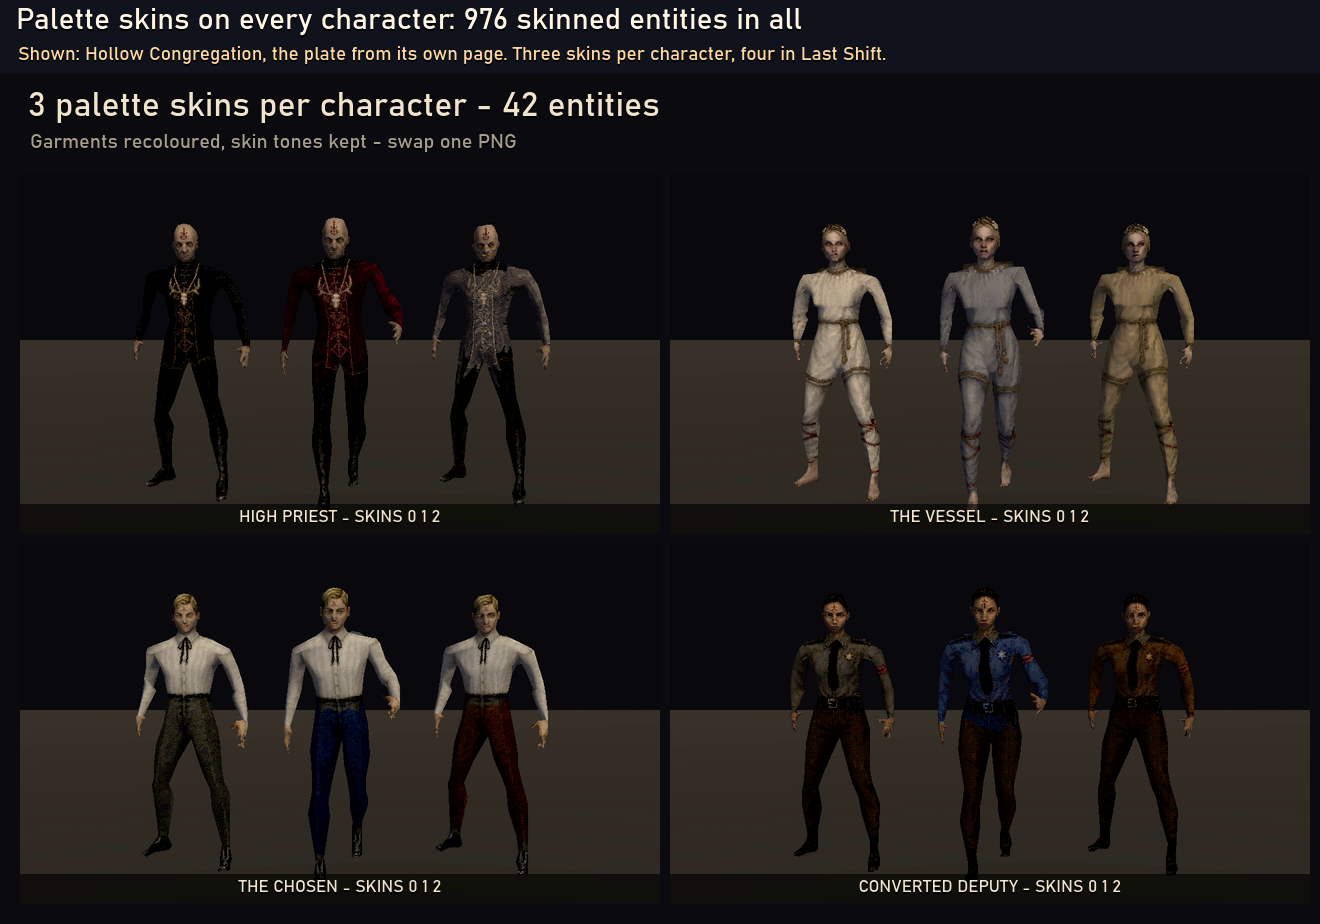 Palette skins on every character: 976 skinned entities in all
Shown: Hollow Congregation, the plate from its own page. Three skins per character, four in Last Shift.
3 palette skins per character - 42 entities
Garments recoloured, skin tones kept - swap one PNG
HIGH PRIEST - SKINS 0 1 2
THE VESSEL - SKINS 0 1 2
THE CHOSEN - SKINS 0 1 2
CONVERTED DEPUTY - SKINS 0 1 2